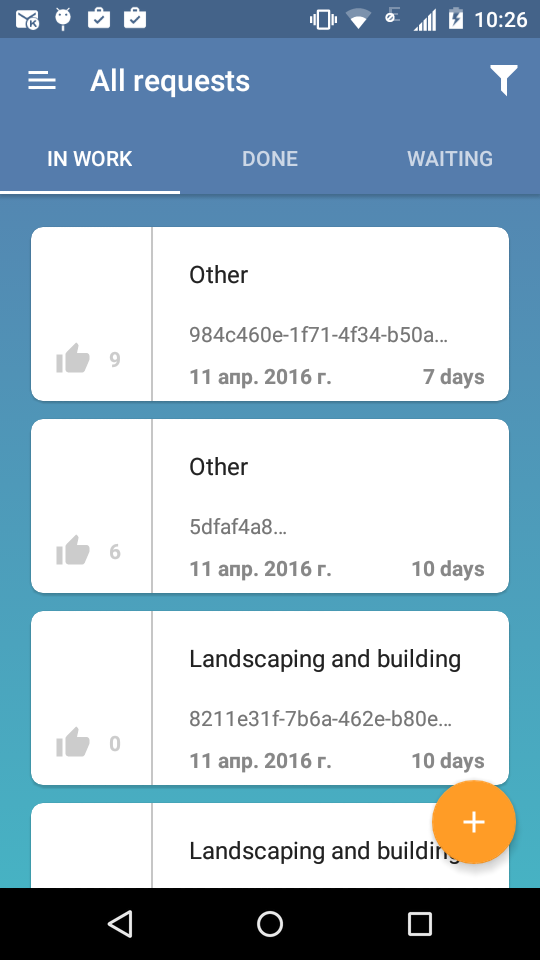 10:26
All requests
IN WORK DONE WAITING
Other
984c460e-1f71-4f34-b50a…
9
11 апр. 2016 г. 7 days
Other
5dfaf4a8…
6
11 апр. 2016 г. 10 days
Landscaping and building
8211e31f-7b6a-462e-b80e…
0
11 апр. 2016 г. 10 days
Landscaping and building